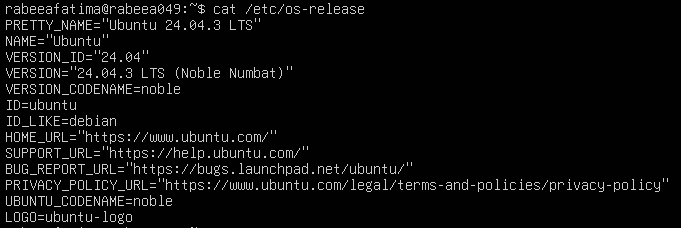 rabeeafatima@rabeea049:~$ cat /etc/os-release
PRETTY_NAME="Ubuntu 24.04.3 LTS"
NAME="Ubuntu"
VERSION_ID="24.04"
VERSION="24.04.3 LTS (Noble Numbat)"
VERSION_CODENAME=noble
ID=ubuntu
ID_LIKE=debian
HOME_URL="https://www.ubuntu.com/"
SUPPORT_URL="https://help.ubuntu.com/"
BUG_REPORT_URL="https://bugs.launchpad.net/ubuntu/"
PRIVACY_POLICY_URL="https://www.ubuntu.com/legal/terms-and-policies/privacy-policy"
UBUNTU_CODENAME=noble
LOGO=ubuntu-logo